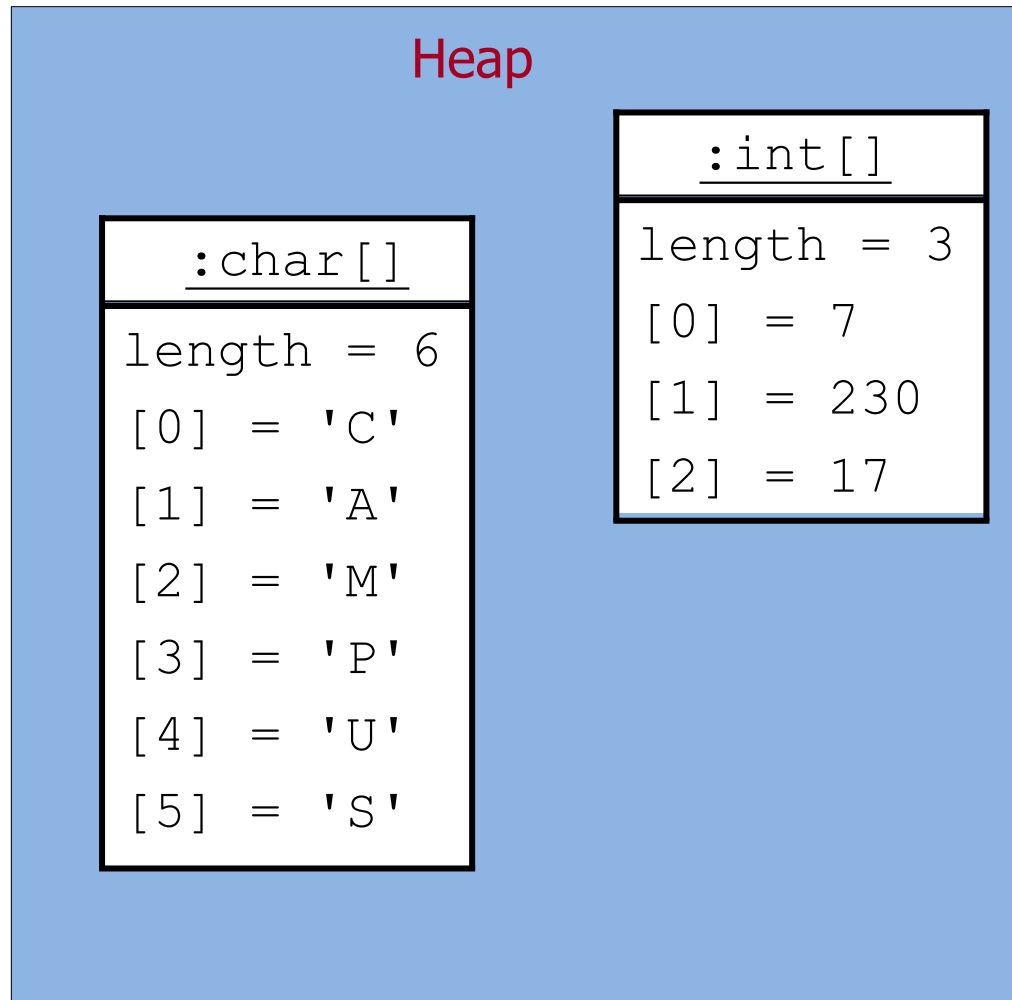 Heap
:char[]
length = 6
[0] = 'C'
[1] = 'A'
[2] = 'M'
[3] = 'P'
[4] = 'U'
[5] = 'S'
:int[]
length = 3
[0] = 7
[1] = 230
[2] = 17